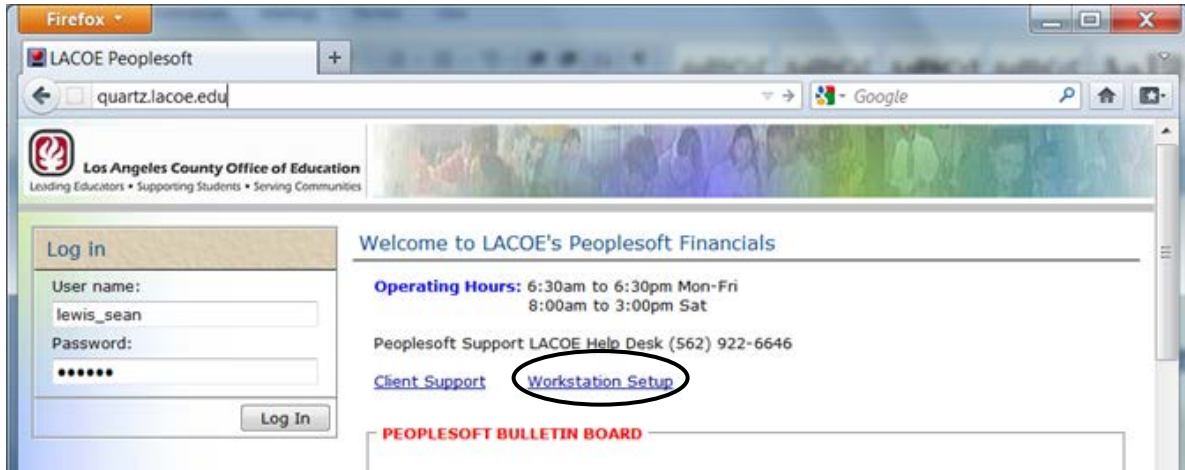 Firefox
LACOE Peoplesoft +
quartz.lacoe.edu Google
Los Angeles County Office of Education
Leading Educators • Supporting Students • Serving Communities
Log in
User name:
lewis_sean
Password:
••••••
Log In
Welcome to LACOE's Peoplesoft Financials
Operating Hours: 6:30am to 6:30pm Mon-Fri
8:00am to 3:00pm Sat
Peoplesoft Support LACOE Help Desk (562) 922-6646
Client Support Workstation Setup
PEOPLESOFT BULLETIN BOARD